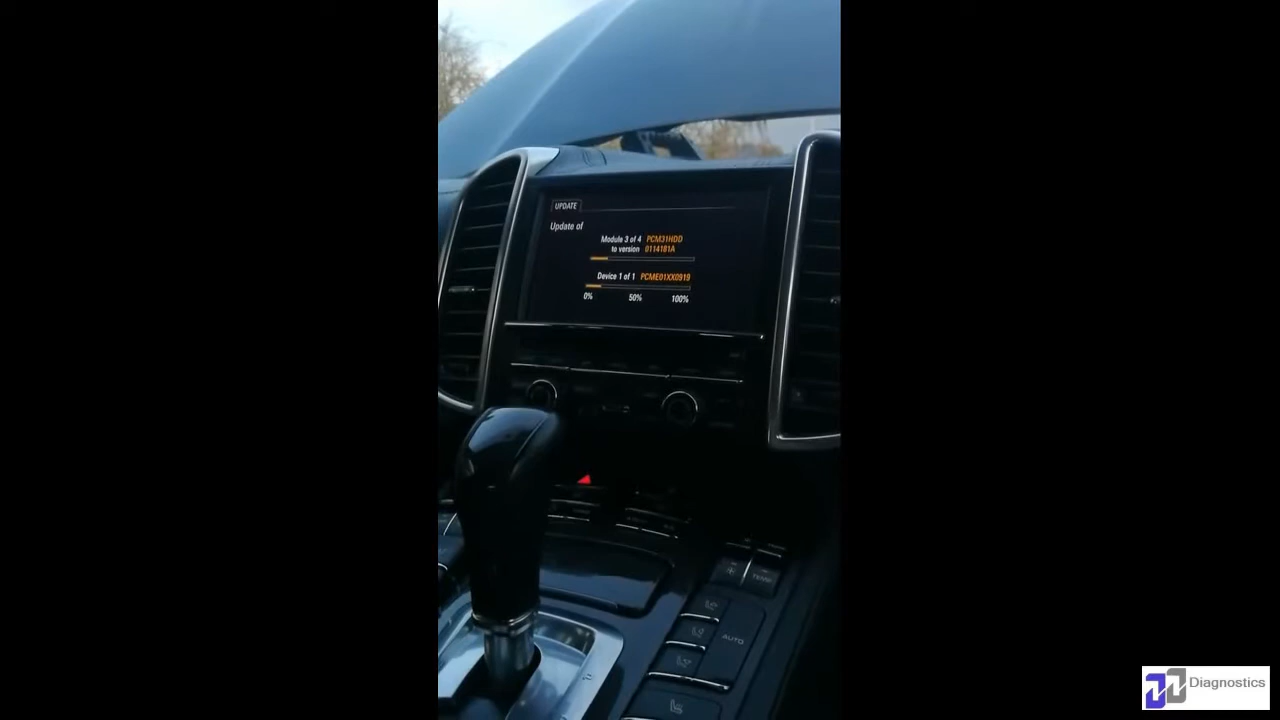 UPDATE
Update of
Module 3 of 4 PCM31HDD
to version 0114181A
Device 1 of 1 PCME01XX0919
0% 50% 100%
TEMP
AUTO
Diagnostics